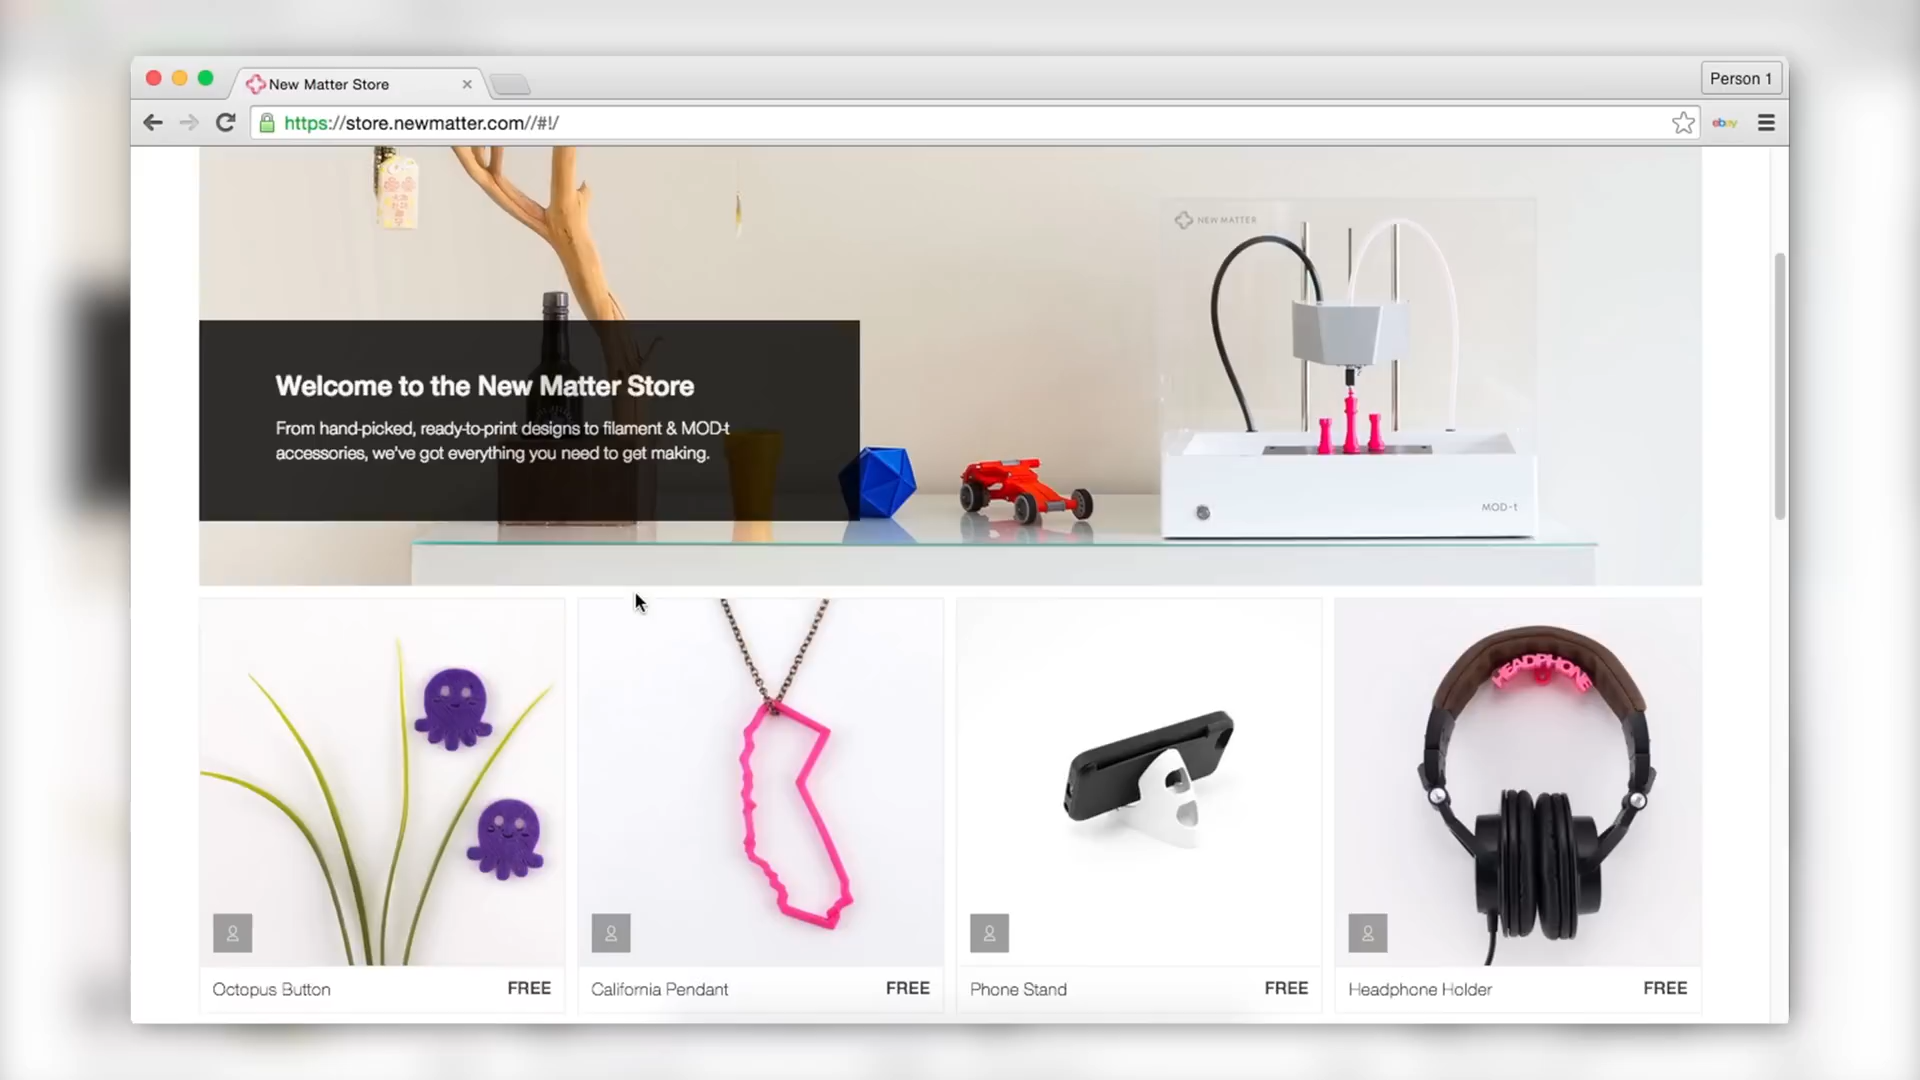 New Matter Store
Person 1
https://store.newmatter.com//#!/
ebay
NEW MATTER
Welcome to the New Matter Store
From hand-picked, ready-to-print designs to filament & MOD-t
accessories, we've got everything you need to get making.
MOD-t
HEADPHONE
Octopus Button FREE
California Pendant FREE
Phone Stand FREE
Headphone Holder FREE